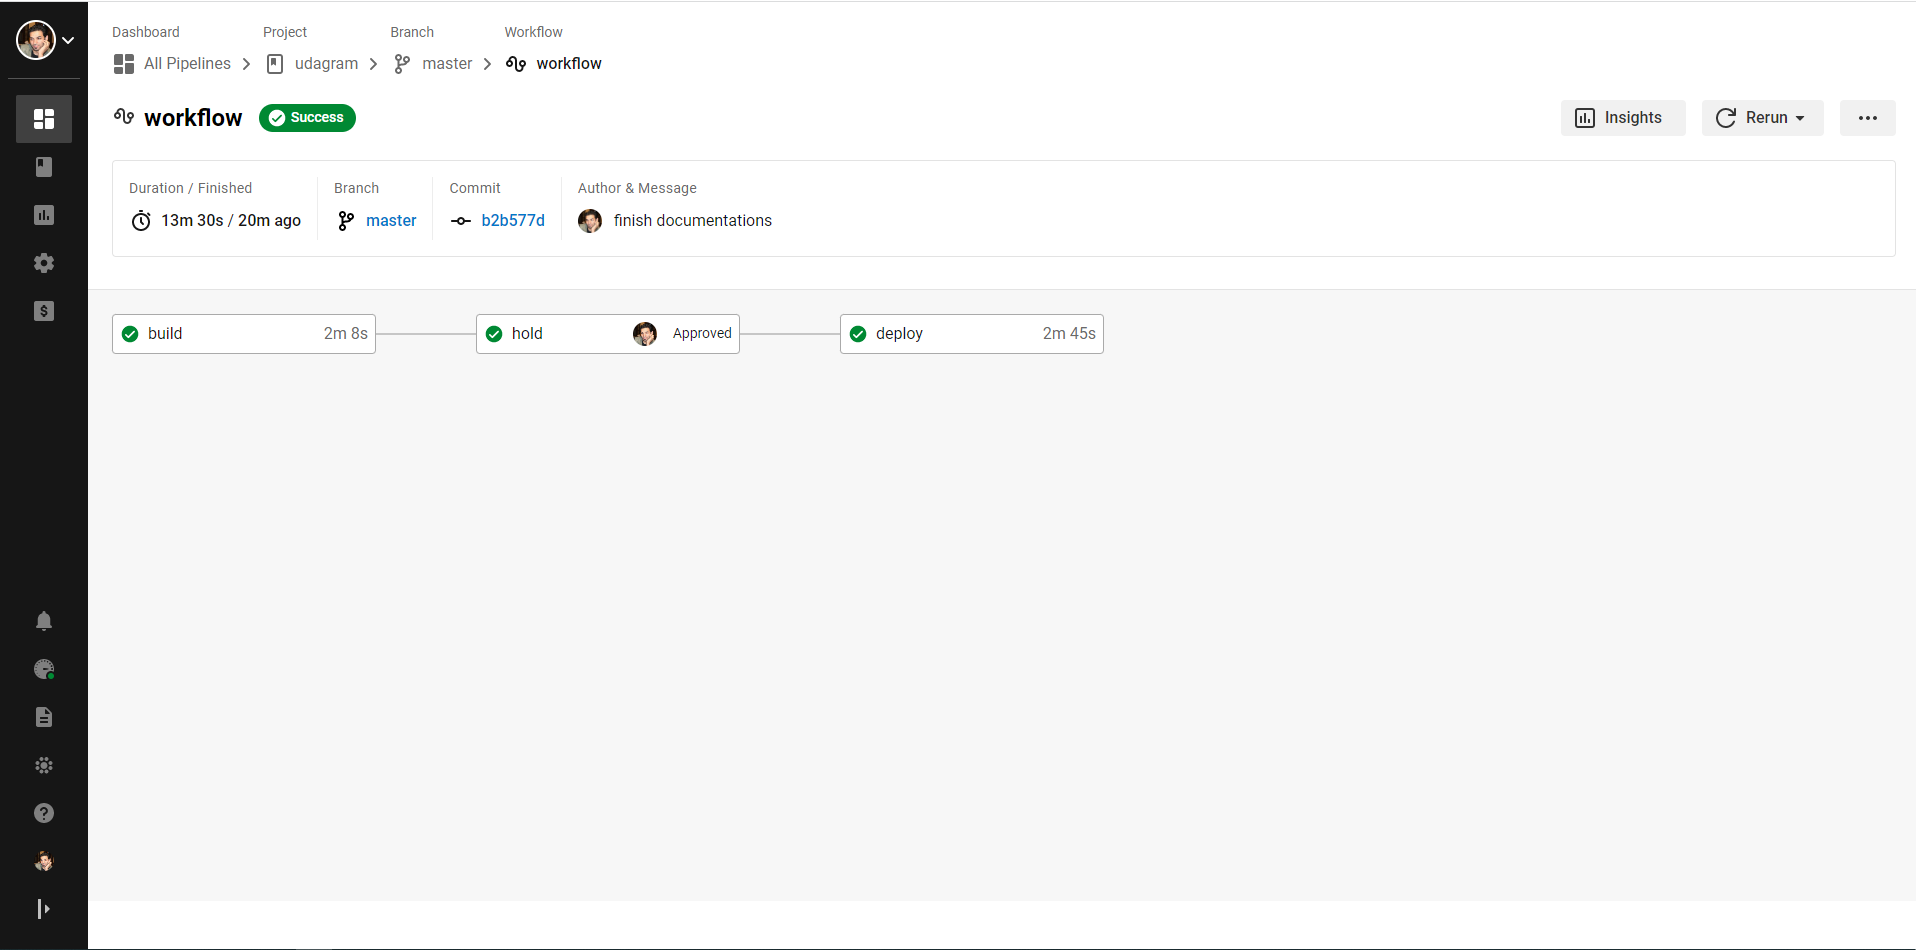 Dashboard Project Branch Workflow
All Pipelines udagram master workflow
workflow Success Insights Rerun
Duration / Finished Branch Commit Author & Message
13m 30s / 20m ago master b2b577d finish documentations
build 2m 8s hold Approved deploy 2m 45s